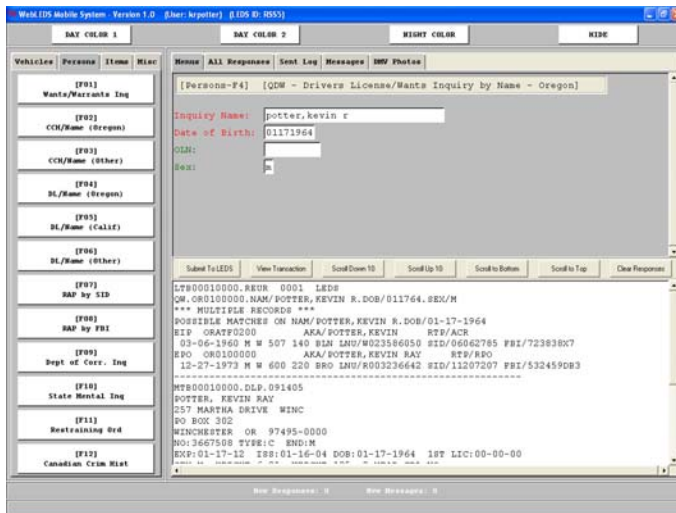 WebLEDS Mobile System - Version 1.0 (User: krpotter) (LEDS ID: RSS5)
DAY COLOR 1 DAY COLOR 2 NIGHT COLOR HIDE
Vehicles Persons Items Misc
Menus All Responses Sent Log Messages DMV Photos
[F01]
Wants/Warrants Inq
[F02]
CCH/Name (Oregon)
[F03]
CCH/Name (Other)
[F04]
DL/Name (Oregon)
[F05]
DL/Name (Calif)
[F06]
DL/Name (Other)
[F07]
RAP by SID
[F08]
RAP by FBI
[F09]
Dept of Corr. Inq
[F10]
State Mental Inq
[F11]
Restraining Ord
[F12]
Canadian Crim Hist
[Persons-F4] [QDW - Drivers License/Wants Inquiry by Name - Oregon]
Inquiry Name: potter,kevin r
Date of Birth: 01171964
OLN:
Sex: m
Submit To LEDS View Transaction Scroll Down 10 Scroll Up 10 Scroll to Bottom Scroll to Top Clear Responses
LTB00010000.REUR 0001 LEDS
QW.OR0100000.NAM/POTTER,KEVIN R.DOB/011764.SEX/M
*** MULTIPLE RECORDS ***
POSSIBLE MATCHES ON NAM/POTTER,KEVIN R.DOB/01-17-1964
EIP ORATF0200 AKA/POTTER,KEVIN RTP/ACR
03-06-1960 M W 507 140 BLN LNU/W023586050 SID/06062785 FBI/723838X7
EPO OR0100000 AKA/POTTER,KEVIN RAY RTP/RPO
12-27-1973 M W 600 220 BRO LNU/R003236642 SID/11207207 FBI/532459DB3
MTB00010000.DLP.091405
POTTER, KEVIN RAY
257 MARTHA DRIVE WINC
PO BOX 302
WINCHESTER OR 97495-0000
NO:3667508 TYPE:C END:M
EXP:01-17-12 ISS:01-16-04 DOB:01-17-1964 1ST LIC:00-00-00
New Responses: 0 New Messages: 0